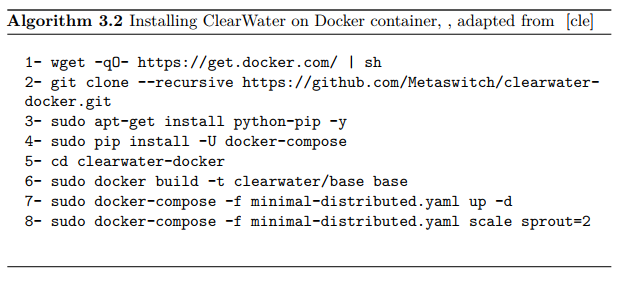 Algorithm 3.2 Installing ClearWater on Docker container, , adapted from [cle]
1- wget -qO- https://get.docker.com/ | sh
2- git clone --recursive https://github.com/Metaswitch/clearwater-
docker.git
3- sudo apt-get install python-pip -y
4- sudo pip install -U docker-compose
5- cd clearwater-docker
6- sudo docker build -t clearwater/base base
7- sudo docker-compose -f minimal-distributed.yaml up -d
8- sudo docker-compose -f minimal-distributed.yaml scale sprout=2